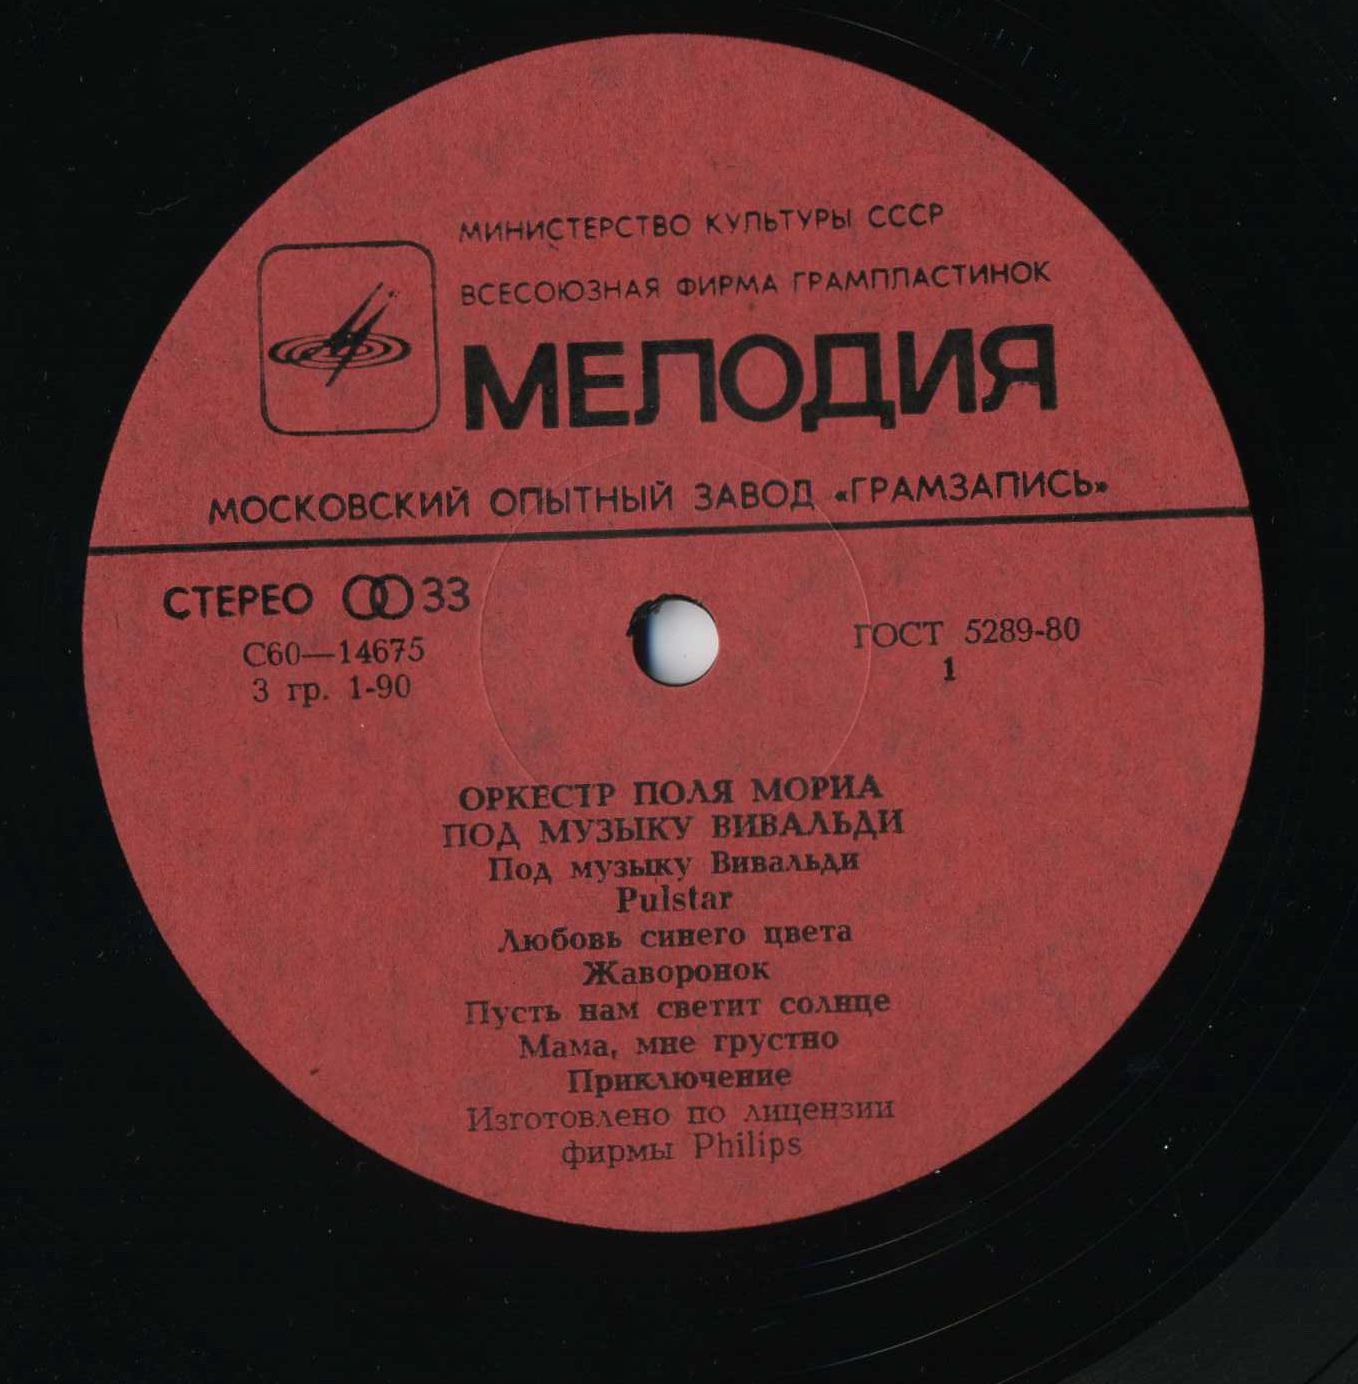 МИНИСТЕРСТВО КУЛЬТУРЫ СССР
ВСЕСОЮЗНАЯ ФИРМА ГРАМПЛАСТИНОК
МЕЛОДИЯ
МОСКОВСКИЙ ОПЫТНЫЙ ЗАВОД «ГРАМЗАПИСЬ»
СТЕРЕО 33
С60—14675
3 гр. 1-90
ГОСТ 5289-80
1
ОРКЕСТР ПОЛЯ МОРИА
ПОД МУЗЫКУ ВИВАЛЬДИ
Под музыку Вивальди
Pulstar
Любовь синего цвета
Жаворонок
Пусть нам светит солнце
Мама, мне грустно
Приключение
Изготовлено по лицензии
фирмы Philips